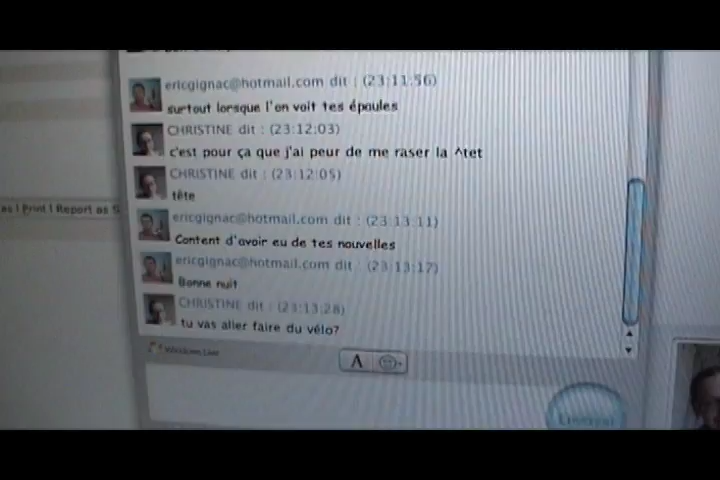 ericgignac@hotmail.com dit : (23:11:56)
surtout lorsque l'on voit tes épaules
CHRISTINE dit : (23:12:03)
c'est pour ça que j'ai peur de me raser la ^tet
CHRISTINE dit : (23:12:05)
tête
as | Print | Report as S
ericgignac@hotmail.com dit : (23:13:11)
Content d'avoir eu de tes nouvelles
ericgignac@hotmail.com dit : (23:13:17)
Bonne nuit
CHRISTINE dit : (23:13:28)
tu vas aller faire du vélo?
Windows Live
A
Envoyer